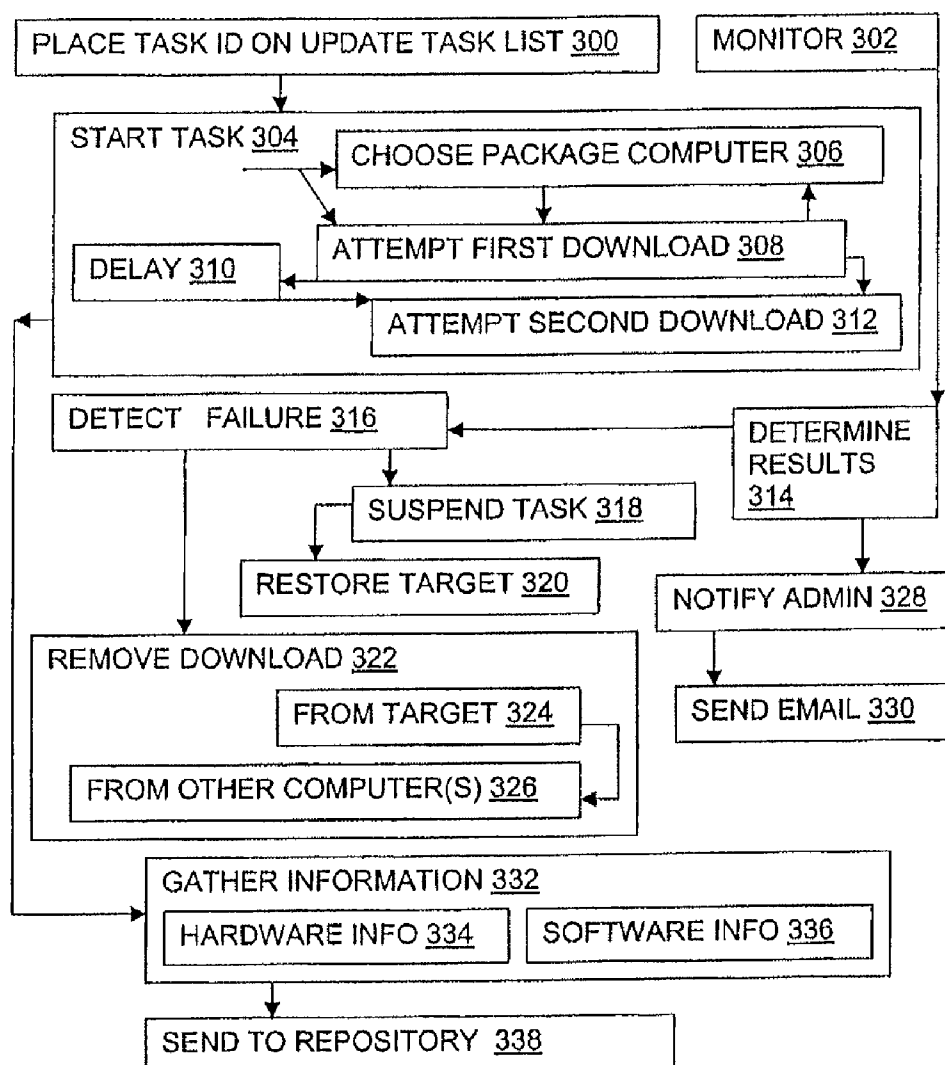 PLACE TASK ID ON UPDATE TASK LIST 300
MONITOR 302
START TASK 304
CHOOSE PACKAGE COMPUTER 306
ATTEMPT FIRST DOWNLOAD 308
DELAY 310
ATTEMPT SECOND DOWNLOAD 312
DETECT FAILURE 316
DETERMINE
RESULTS
314
SUSPEND TASK 318
RESTORE TARGET 320
NOTIFY ADMIN 328
REMOVE DOWNLOAD 322
FROM TARGET 324
SEND EMAIL 330
FROM OTHER COMPUTER(S) 326
GATHER INFORMATION 332
HARDWARE INFO 334
SOFTWARE INFO 336
SEND TO REPOSITORY 338